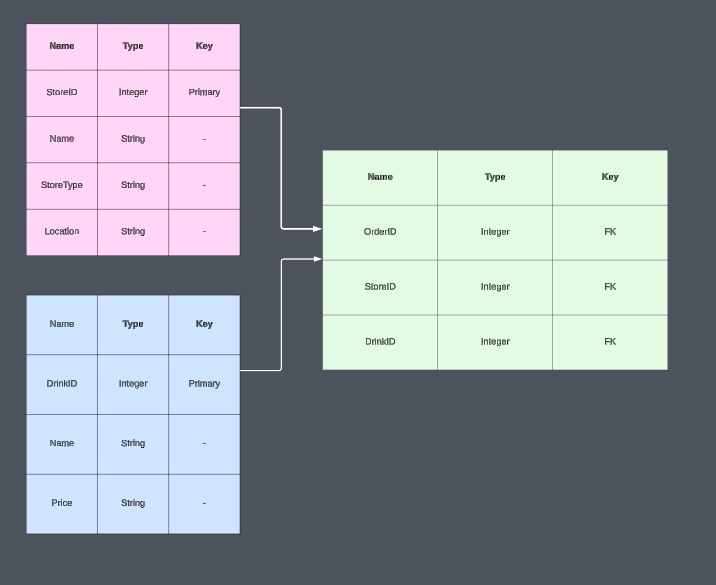 Name Type Key
StoreID Integer Primary
Name String -
StoreType String -
Location String -
Name Type Key
DrinkID Integer Primary
Name String -
Price String -
Name Type Key
OrderID Integer FK
StoreID Integer FK
DrinkID Integer FK